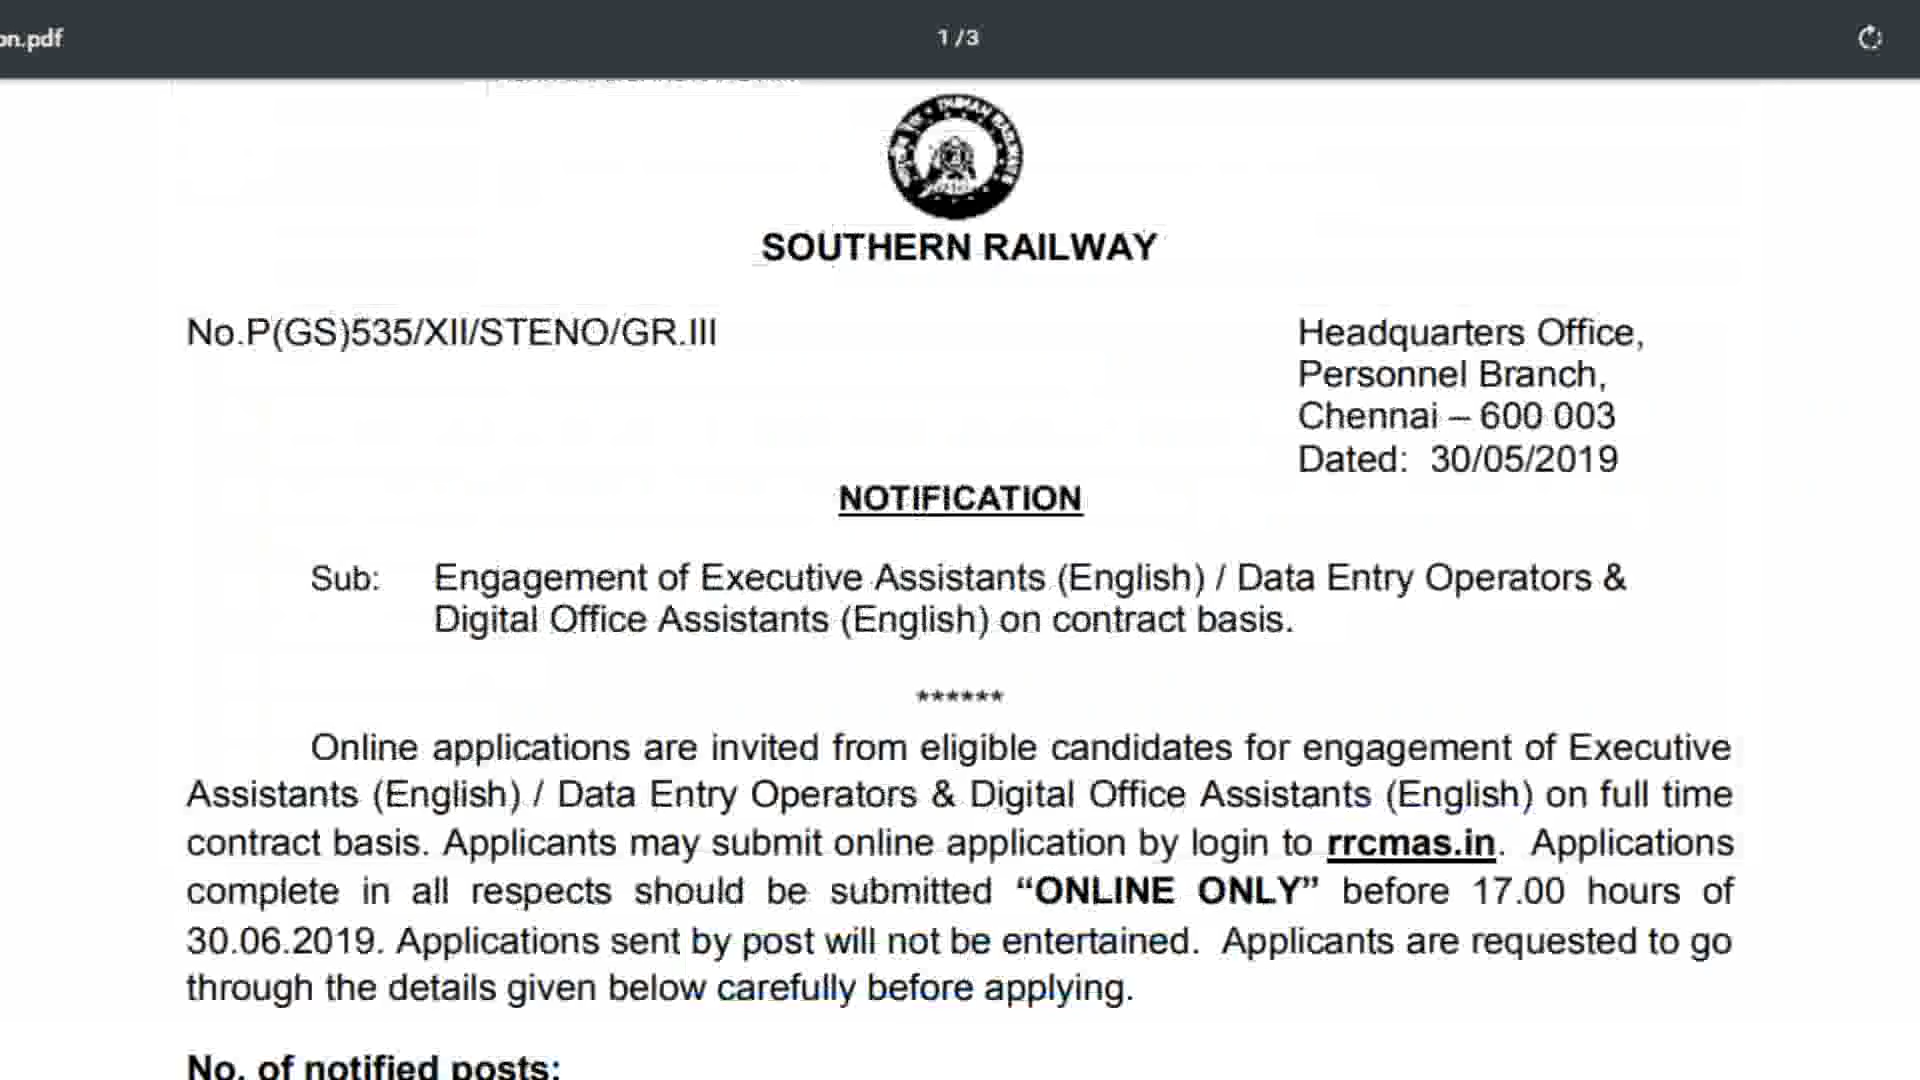 on.pdf
1 /3
SOUTHERN RAILWAY
No.P(GS)535/XII/STENO/GR.III
Headquarters Office,
Personnel Branch,
Chennai – 600 003
Dated: 30/05/2019
NOTIFICATION
Sub: Engagement of Executive Assistants (English) / Data Entry Operators &
Digital Office Assistants (English) on contract basis.
******
Online applications are invited from eligible candidates for engagement of Executive
Assistants (English) / Data Entry Operators & Digital Office Assistants (English) on full time
contract basis. Applicants may submit online application by login to rrcmas.in. Applications
complete in all respects should be submitted “ONLINE ONLY” before 17.00 hours of
30.06.2019. Applications sent by post will not be entertained. Applicants are requested to go
through the details given below carefully before applying.
No. of notified posts: